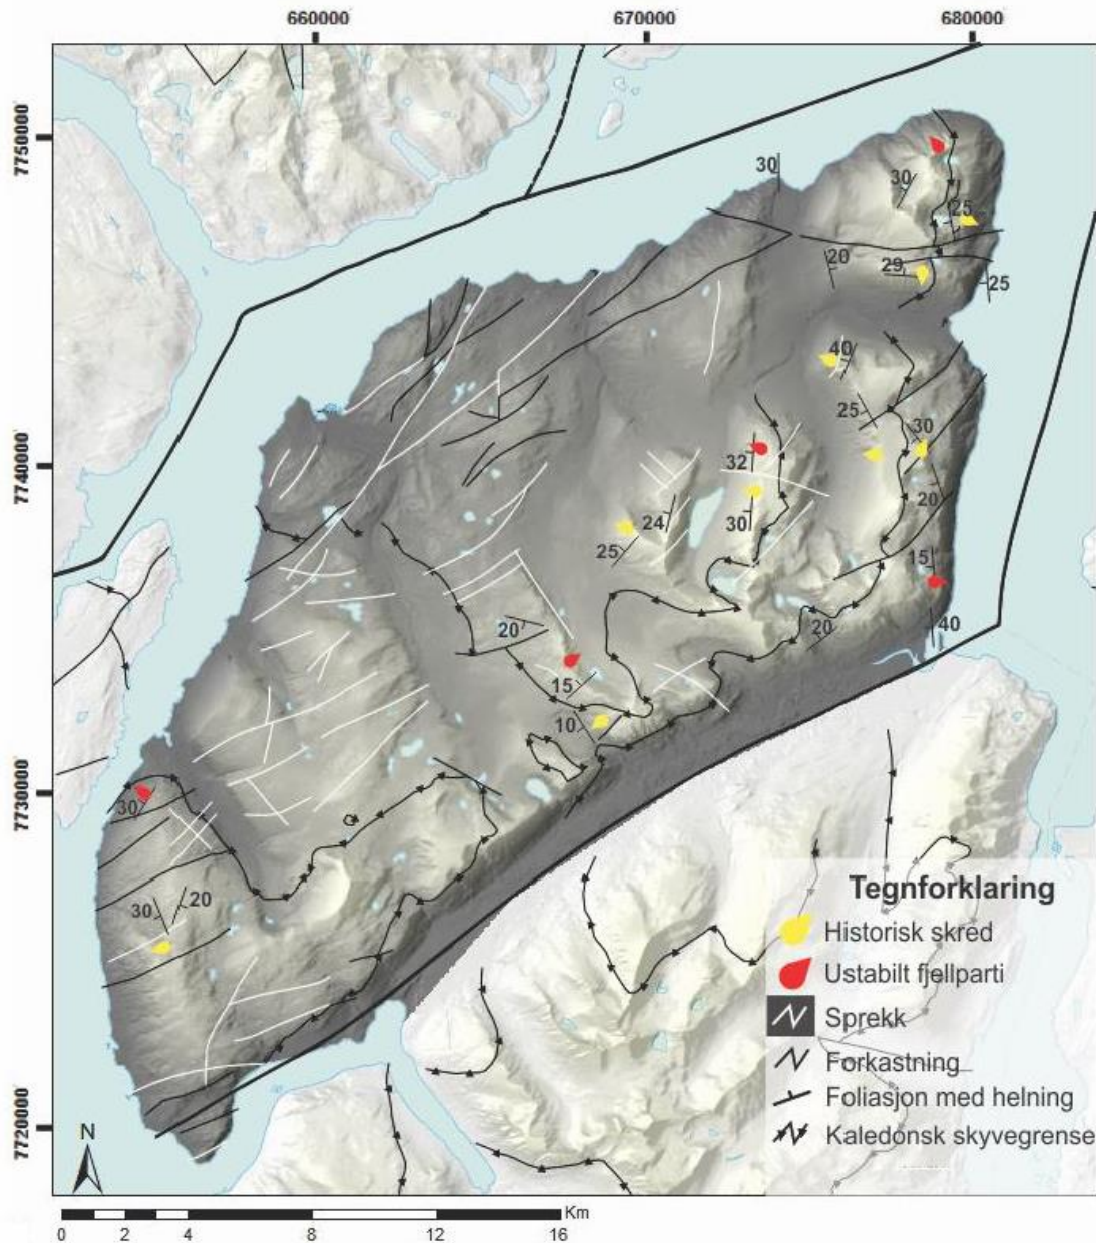 660000 670000 680000
7750000
7740000
7730000
7720000
30
30
25
20
29
25
40
25
30
32
20
30
24
25
15
20
20
40
15
10
30
20
30
Tegnforklaring
Historisk skred
Ustabilt fjellparti
Sprekk
Forkastning
Foliasjon med helning
Kaledonsk skyvegrense
N
Km
0 2 4 8 12 16